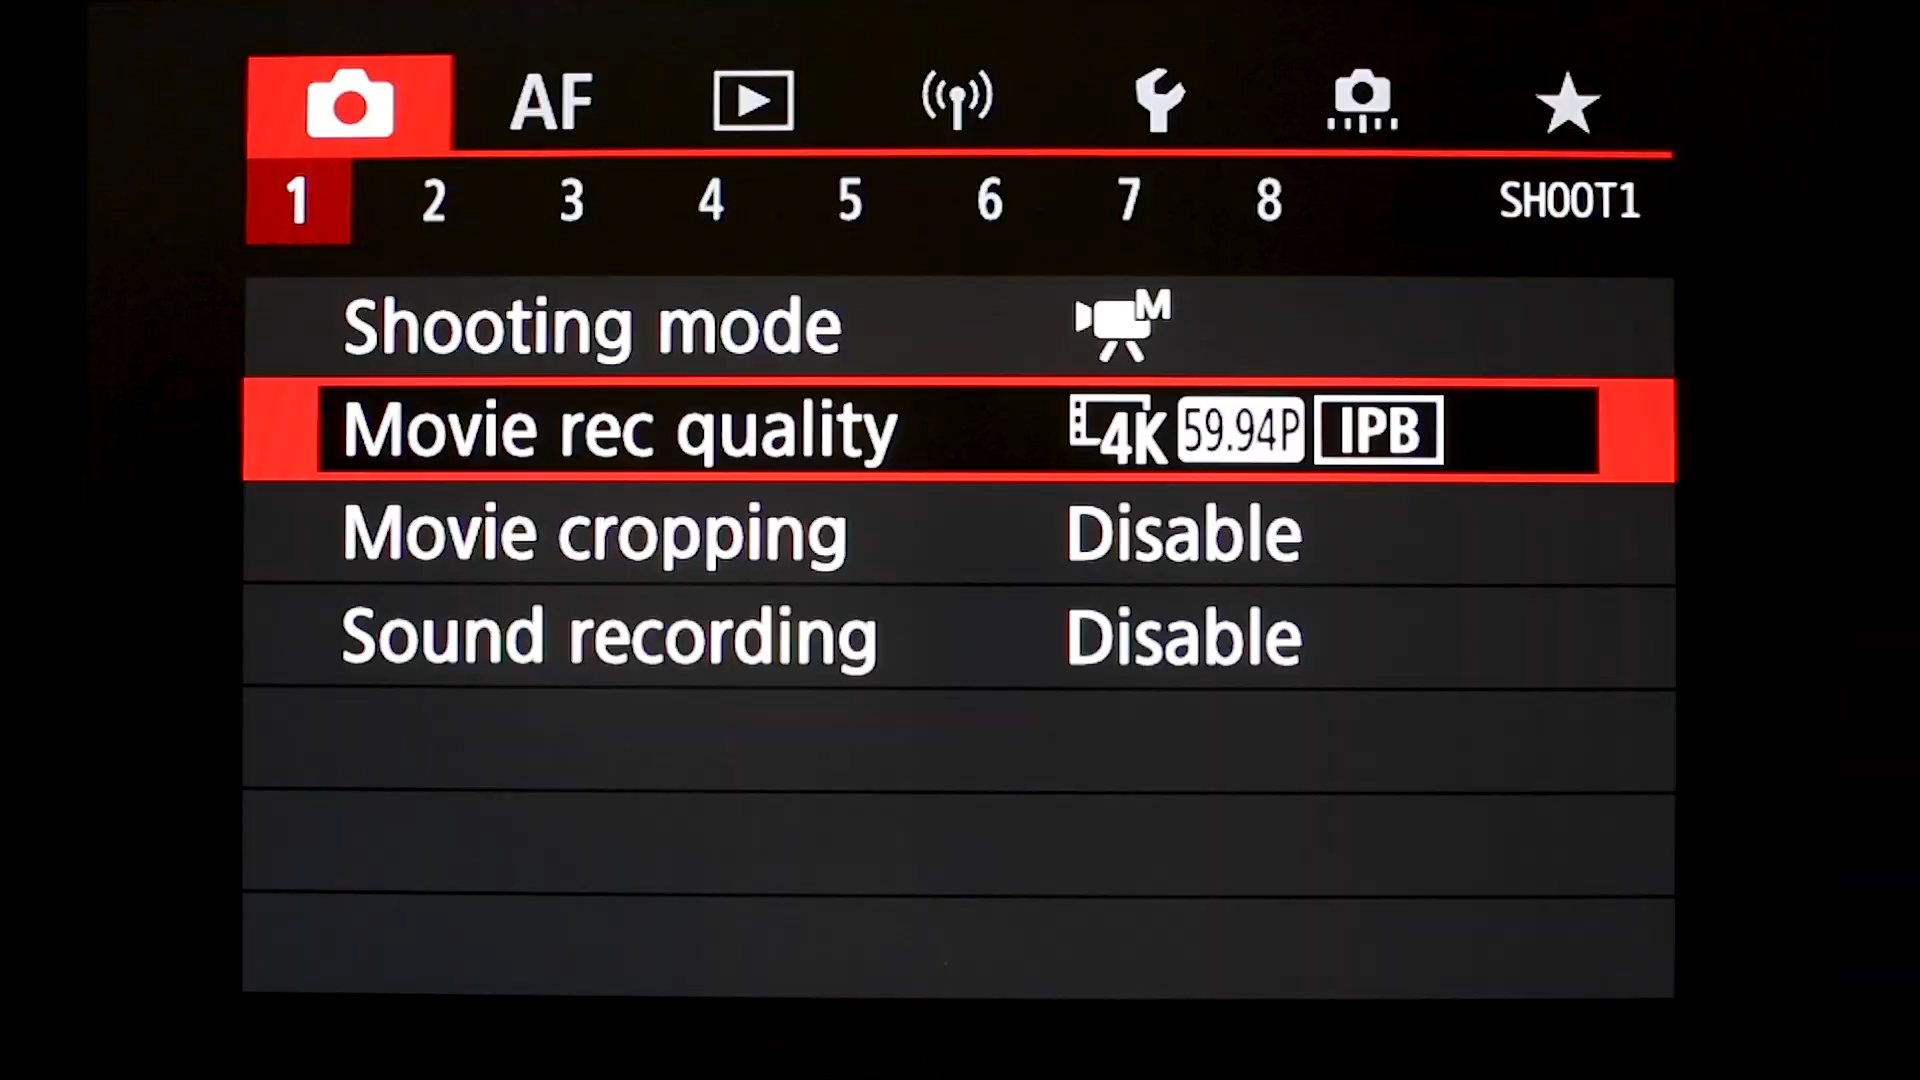 AF
1 2 3 4 5 6 7 8 SHOOT1
Shooting mode M
Movie rec quality 4K 59.94P IPB
Movie cropping Disable
Sound recording Disable